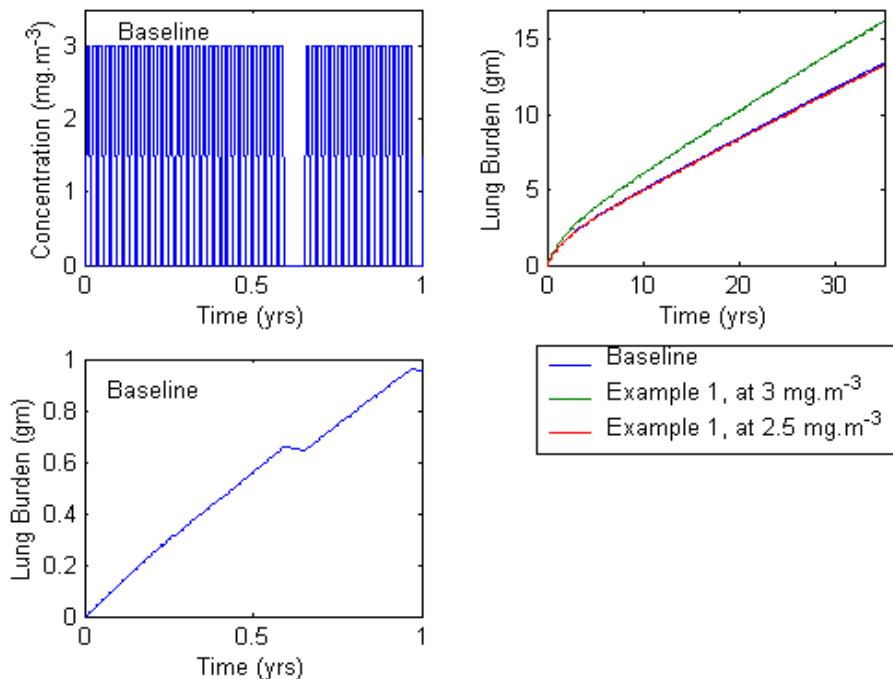 Baseline
Concentration (mg.m-3)
3
2
1
0
0
0.5
1
Time (yrs)
Lung Burden (gm)
15
10
5
0
0
10
20
30
Time (yrs)
Baseline
Lung Burden (gm)
1
0.8
0.6
0.4
0.2
0
0
0.5
1
Time (yrs)
Baseline
Example 1, at 3 mg.m-3
Example 1, at 2.5 mg.m-3